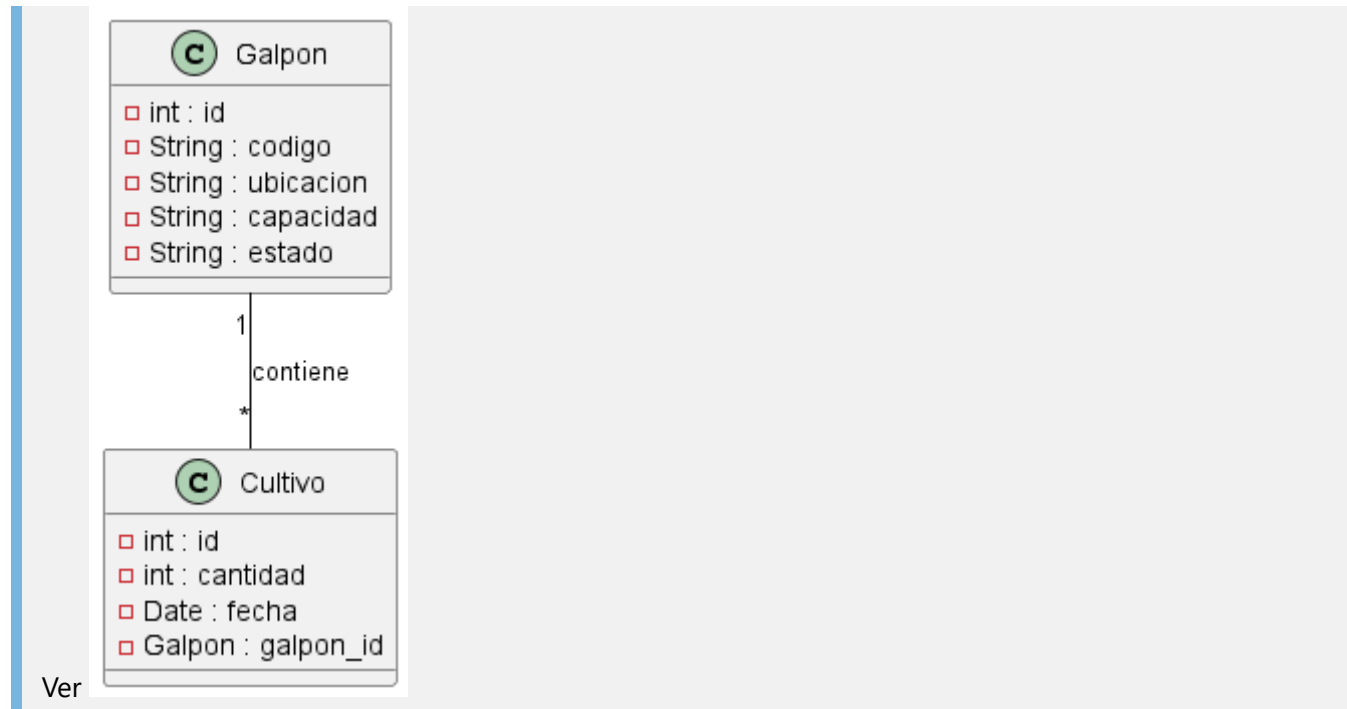 C Galpon
int : id
String : codigo
String : ubicacion
String : capacidad
String : estado
1
contiene
*
C Cultivo
int : id
int : cantidad
Date : fecha
Galpon : galpon_id
Ver